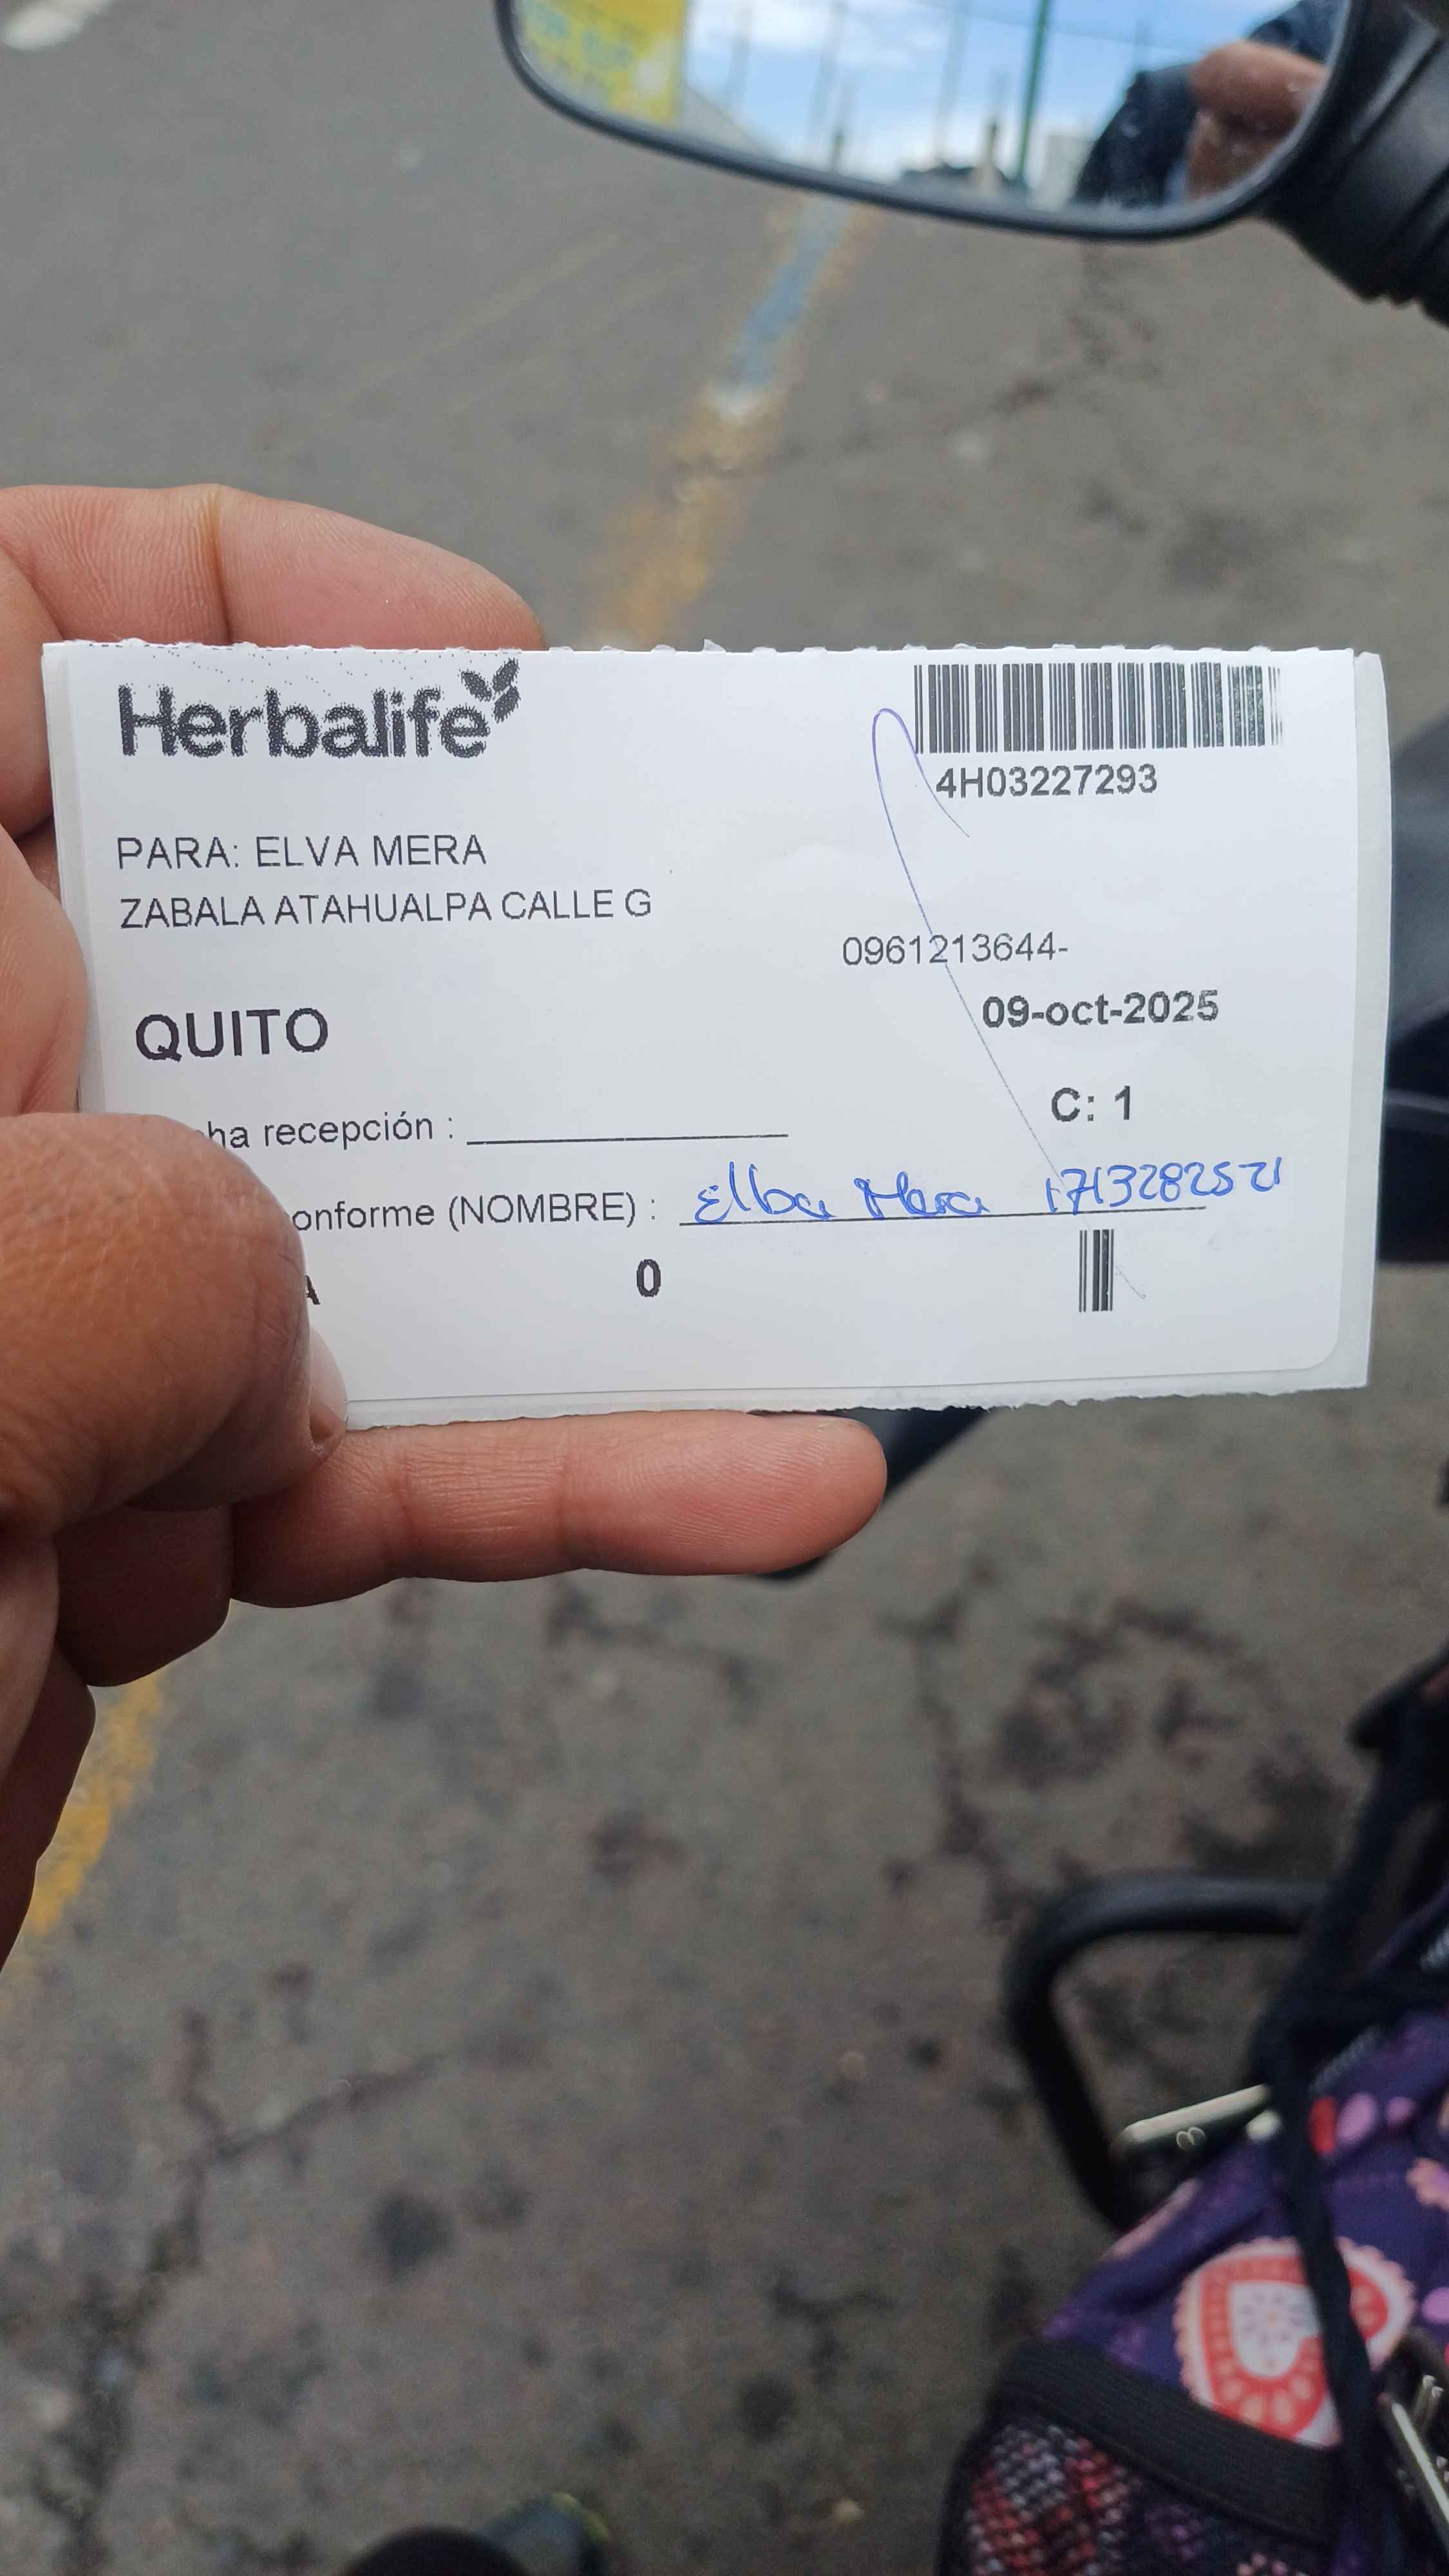 Herbalife
4H03227293
PARA: ELVA MERA
ZABALA ATAHUALPA CALLE G
0961213644-
09-oct-2025
QUITO
C: 1
ha recepción :
onforme (NOMBRE) : Elba Mera 1713282521
A 0